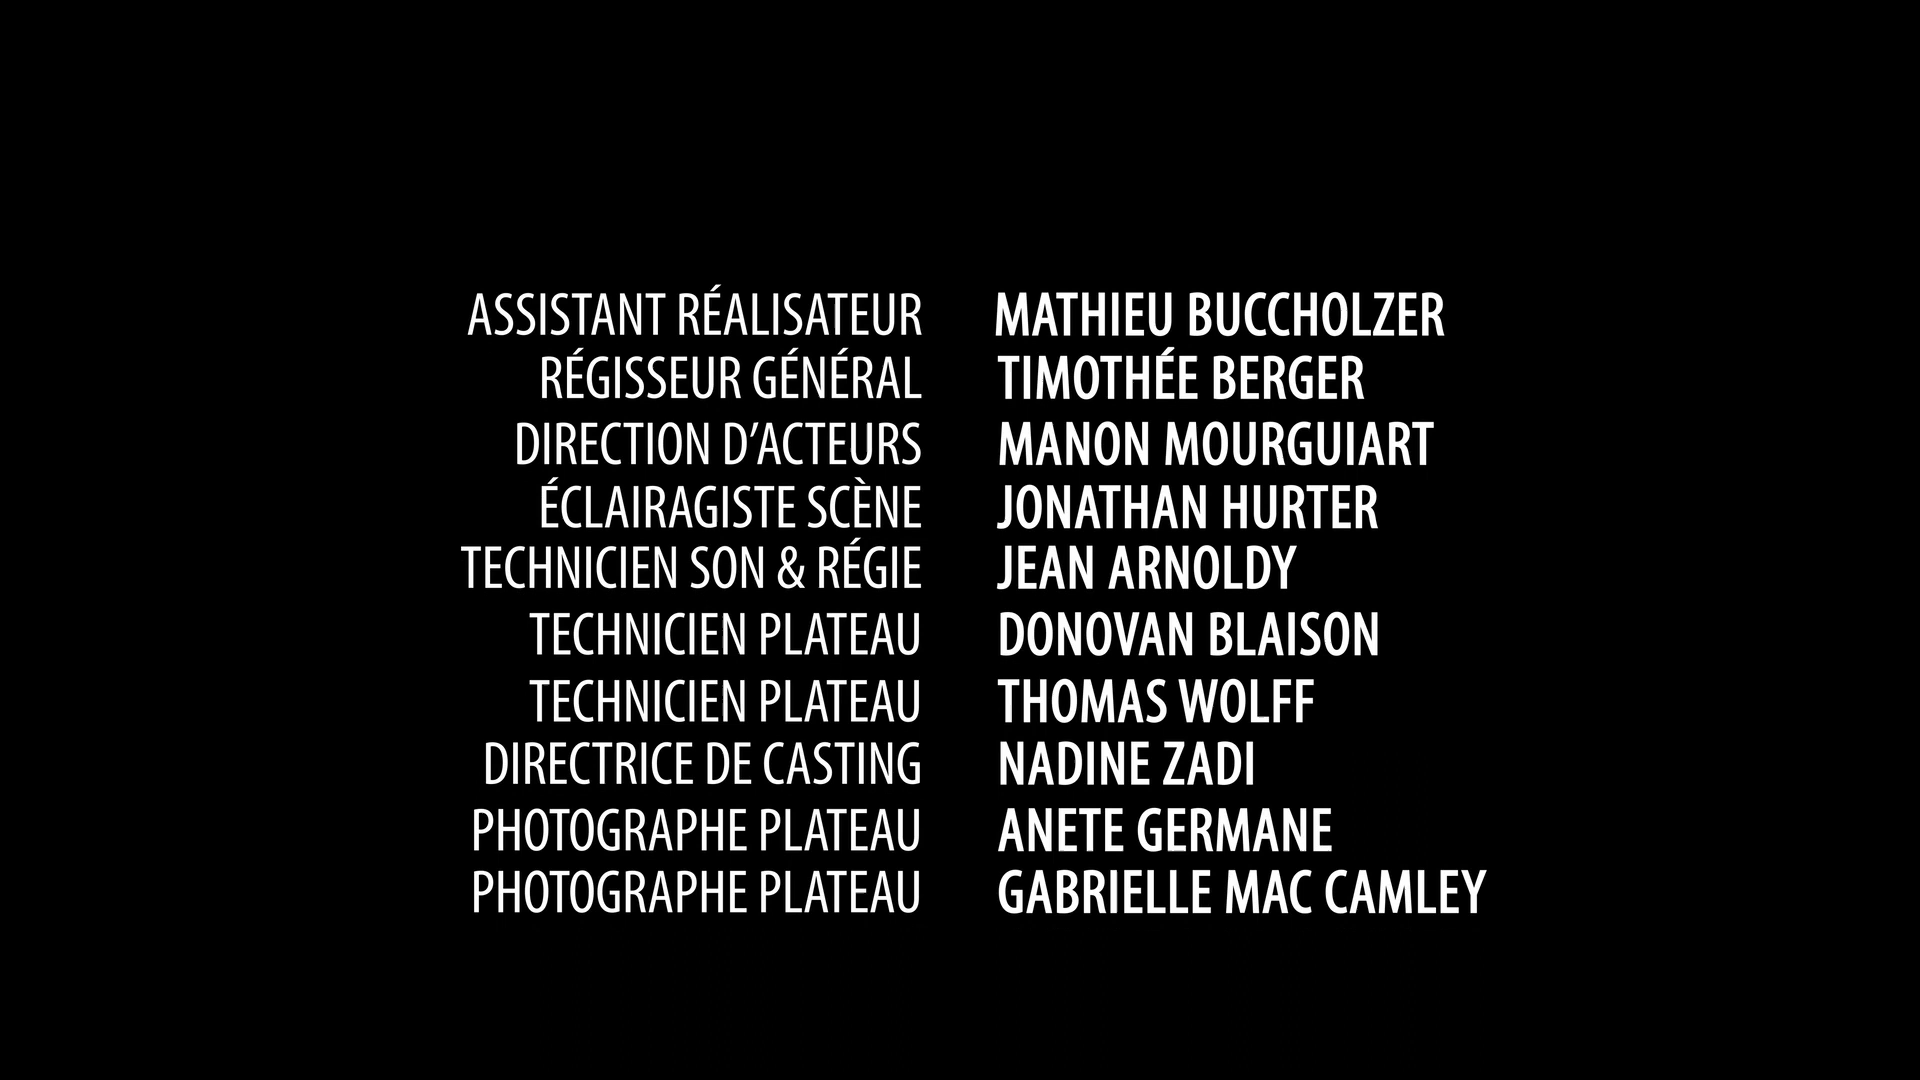 ASSISTANT RÉALISATEUR MATHIEU BUCCHOLZER
RÉGISSEUR GÉNÉRAL TIMOTHÉE BERGER
DIRECTION D’ACTEURS MANON MOURGUIART
ÉCLAIRAGISTE SCÈNE JONATHAN HURTER
TECHNICIEN SON & RÉGIE JEAN ARNOLDY
TECHNICIEN PLATEAU DONOVAN BLAISON
TECHNICIEN PLATEAU THOMAS WOLFF
DIRECTRICE DE CASTING NADINE ZADI
PHOTOGRAPHE PLATEAU ANETE GERMANE
PHOTOGRAPHE PLATEAU GABRIELLE MAC CAMLEY